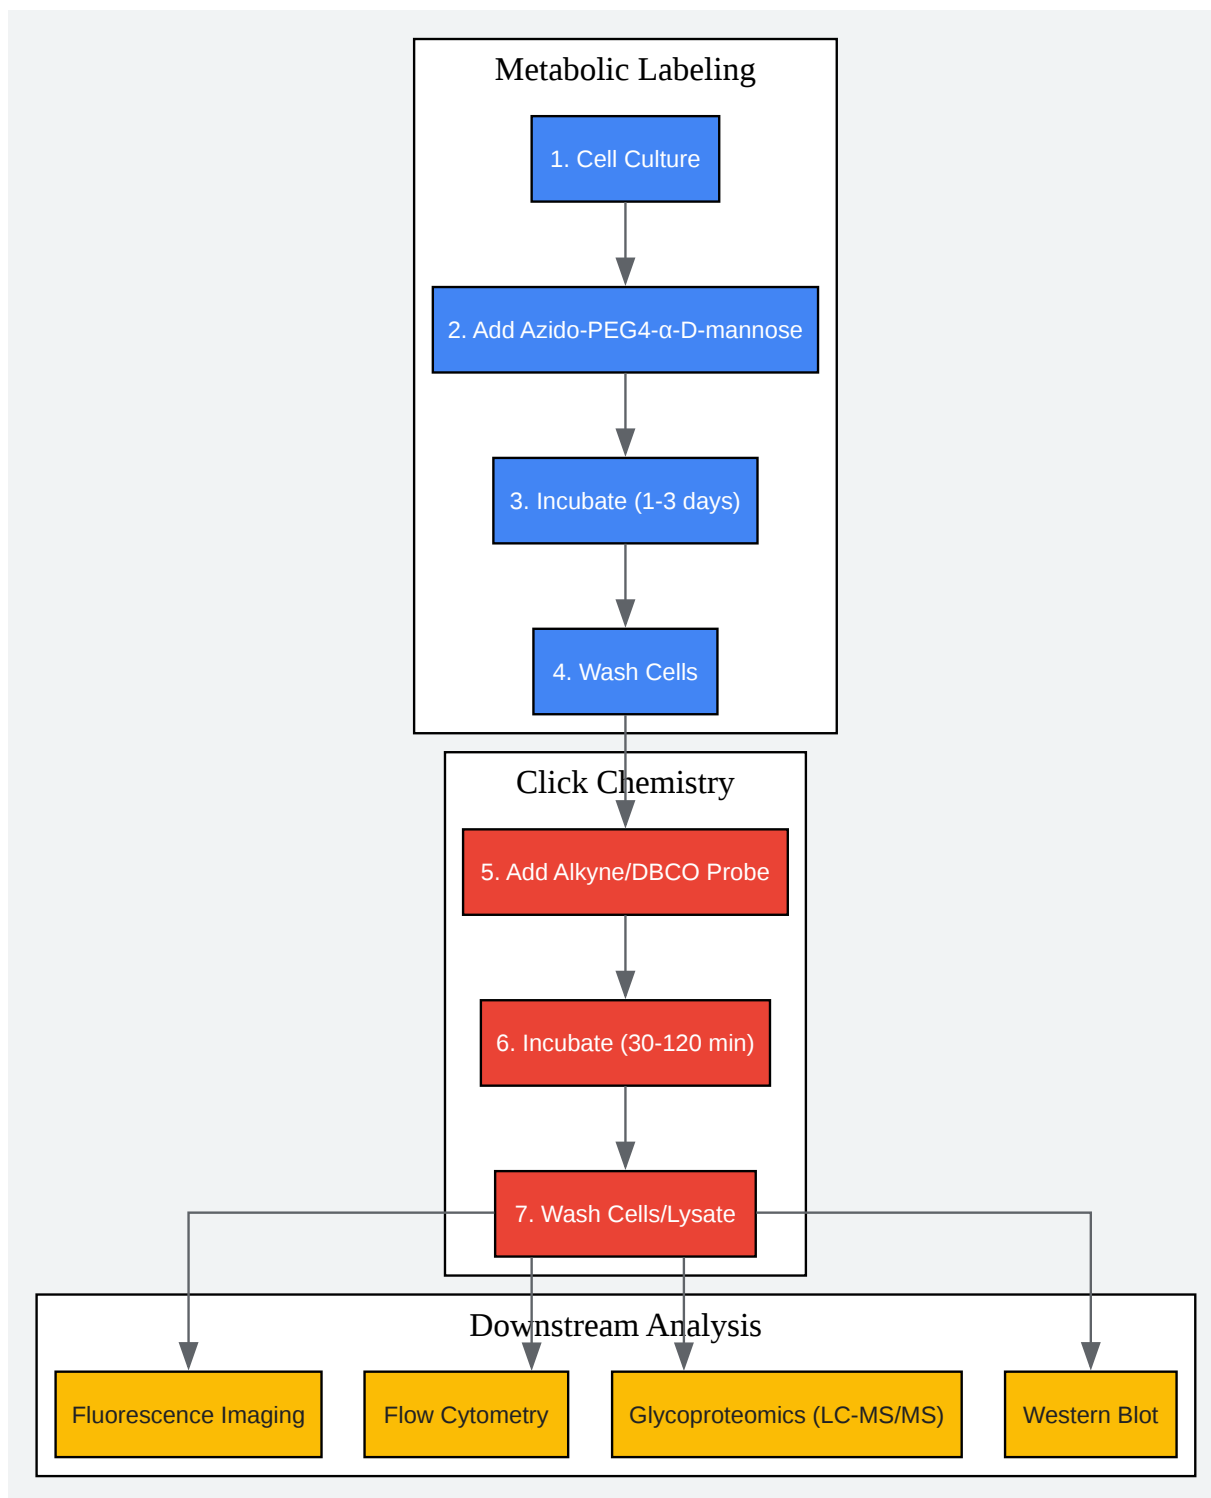 Metabolic Labeling
1. Cell Culture
2. Add Azido-PEG4-α-D-mannose
3. Incubate (1-3 days)
4. Wash Cells
Click Chemistry
5. Add Alkyne/DBCO Probe
6. Incubate (30-120 min)
7. Wash Cells/Lysate
Downstream Analysis
Fluorescence Imaging
Flow Cytometry
Glycoproteomics (LC-MS/MS)
Western Blot